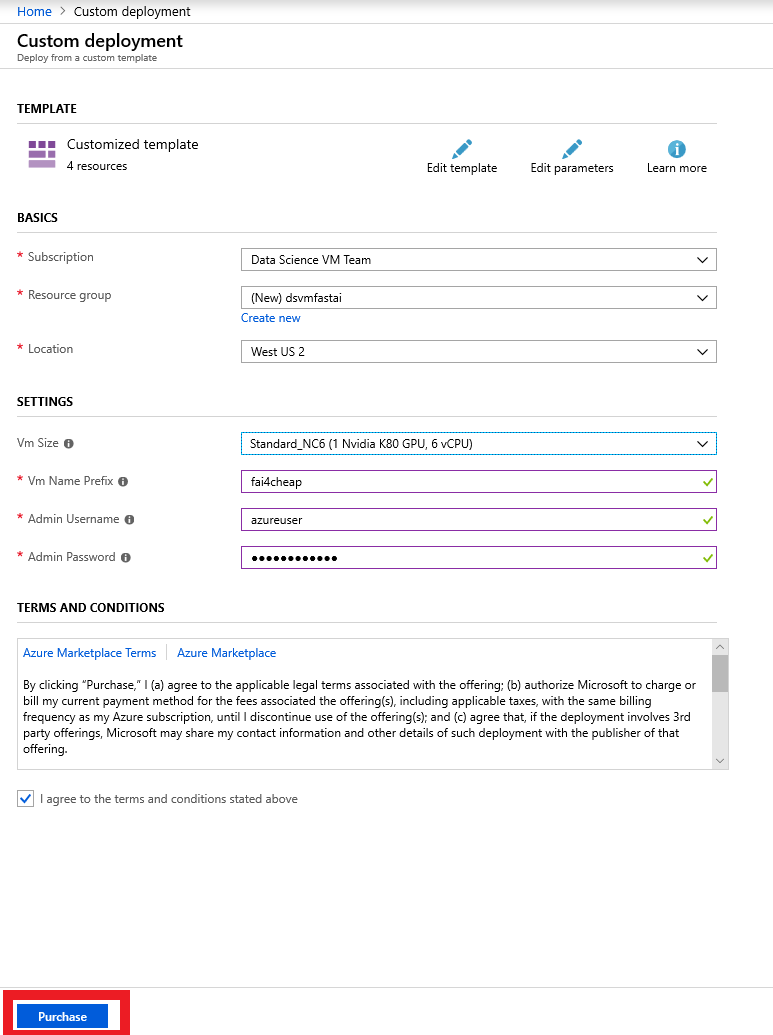 Home > Custom deployment
Custom deployment
Deploy from a custom template
TEMPLATE
Customized template
4 resources
Edit template
Edit parameters
Learn more
BASICS
* Subscription
Data Science VM Team
* Resource group
(New) dsvmfastai
Create new
* Location
West US 2
SETTINGS
Vm Size
Standard_NC6 (1 Nvidia K80 GPU, 6 vCPU)
* Vm Name Prefix
fai4cheap
* Admin Username
azureuser
* Admin Password
••••••••••••
TERMS AND CONDITIONS
Azure Marketplace Terms | Azure Marketplace
By clicking “Purchase,” I (a) agree to the applicable legal terms associated with the offering; (b) authorize Microsoft to charge or
bill my current payment method for the fees associated the offering(s), including applicable taxes, with the same billing
frequency as my Azure subscription, until I discontinue use of the offering(s); and (c) agree that, if the deployment involves 3rd
party offerings, Microsoft may share my contact information and other details of such deployment with the publisher of that
offering.
I agree to the terms and conditions stated above
Purchase